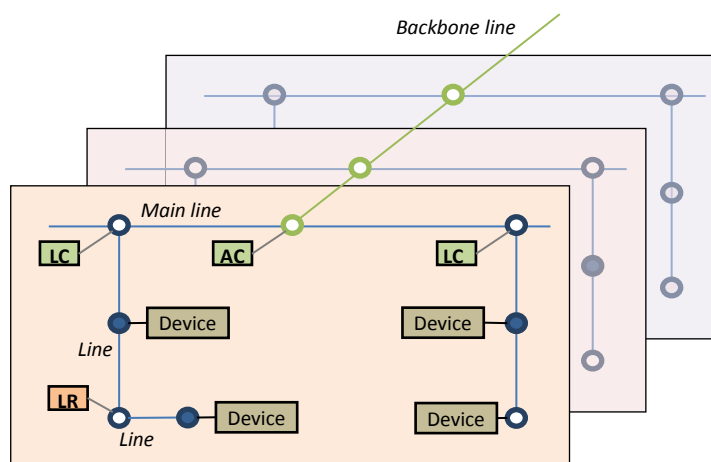 Backbone line
Main line
LC
AC
LC
Device
Device
Line
LR
Device
Device
Line